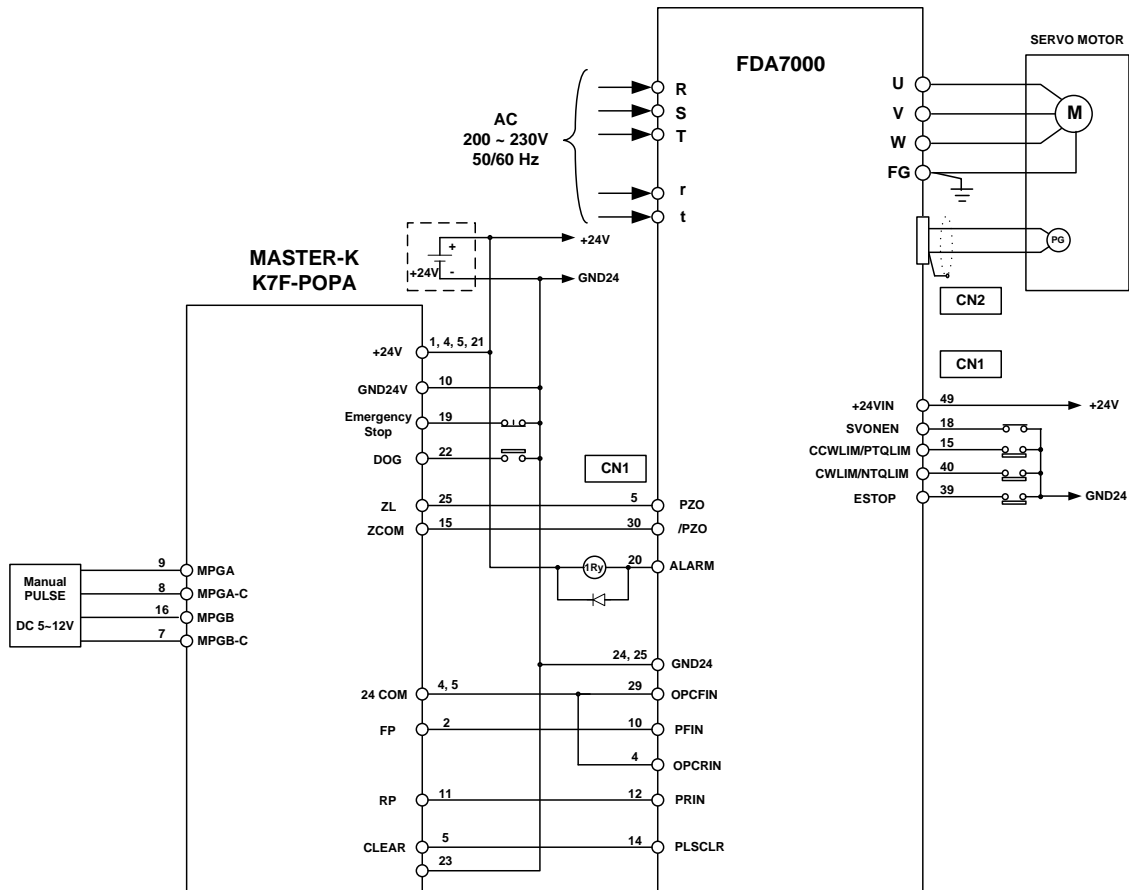 SERVO MOTOR
FDA7000
R
S
T
r
t
AC
200 ~ 230V
50/60 Hz
U
V
W
FG
M
PG
CN2
CN1
MASTER-K
K7F-POPA
+
+24V
-
+24V
GND24
+24V
1, 4, 5, 21
GND24V
10
Emergency
Stop
19
DOG
22
CN1
ZL
25
5
PZO
ZCOM
15
30
/PZO
1Ry
20
ALARM
+24VIN
49
+24V
SVONEN
18
CCWLIM/PTQLIM
15
CWLIM/NTQLIM
40
ESTOP
39
GND24
Manual
PULSE
DC 5~12V
9
MPGA
8
MPGA-C
16
MPGB
7
MPGB-C
24, 25
GND24
24 COM
4, 5
29
OPCFIN
FP
2
10
PFIN
4
OPCRIN
RP
11
12
PRIN
CLEAR
5
14
PLSCLR
23